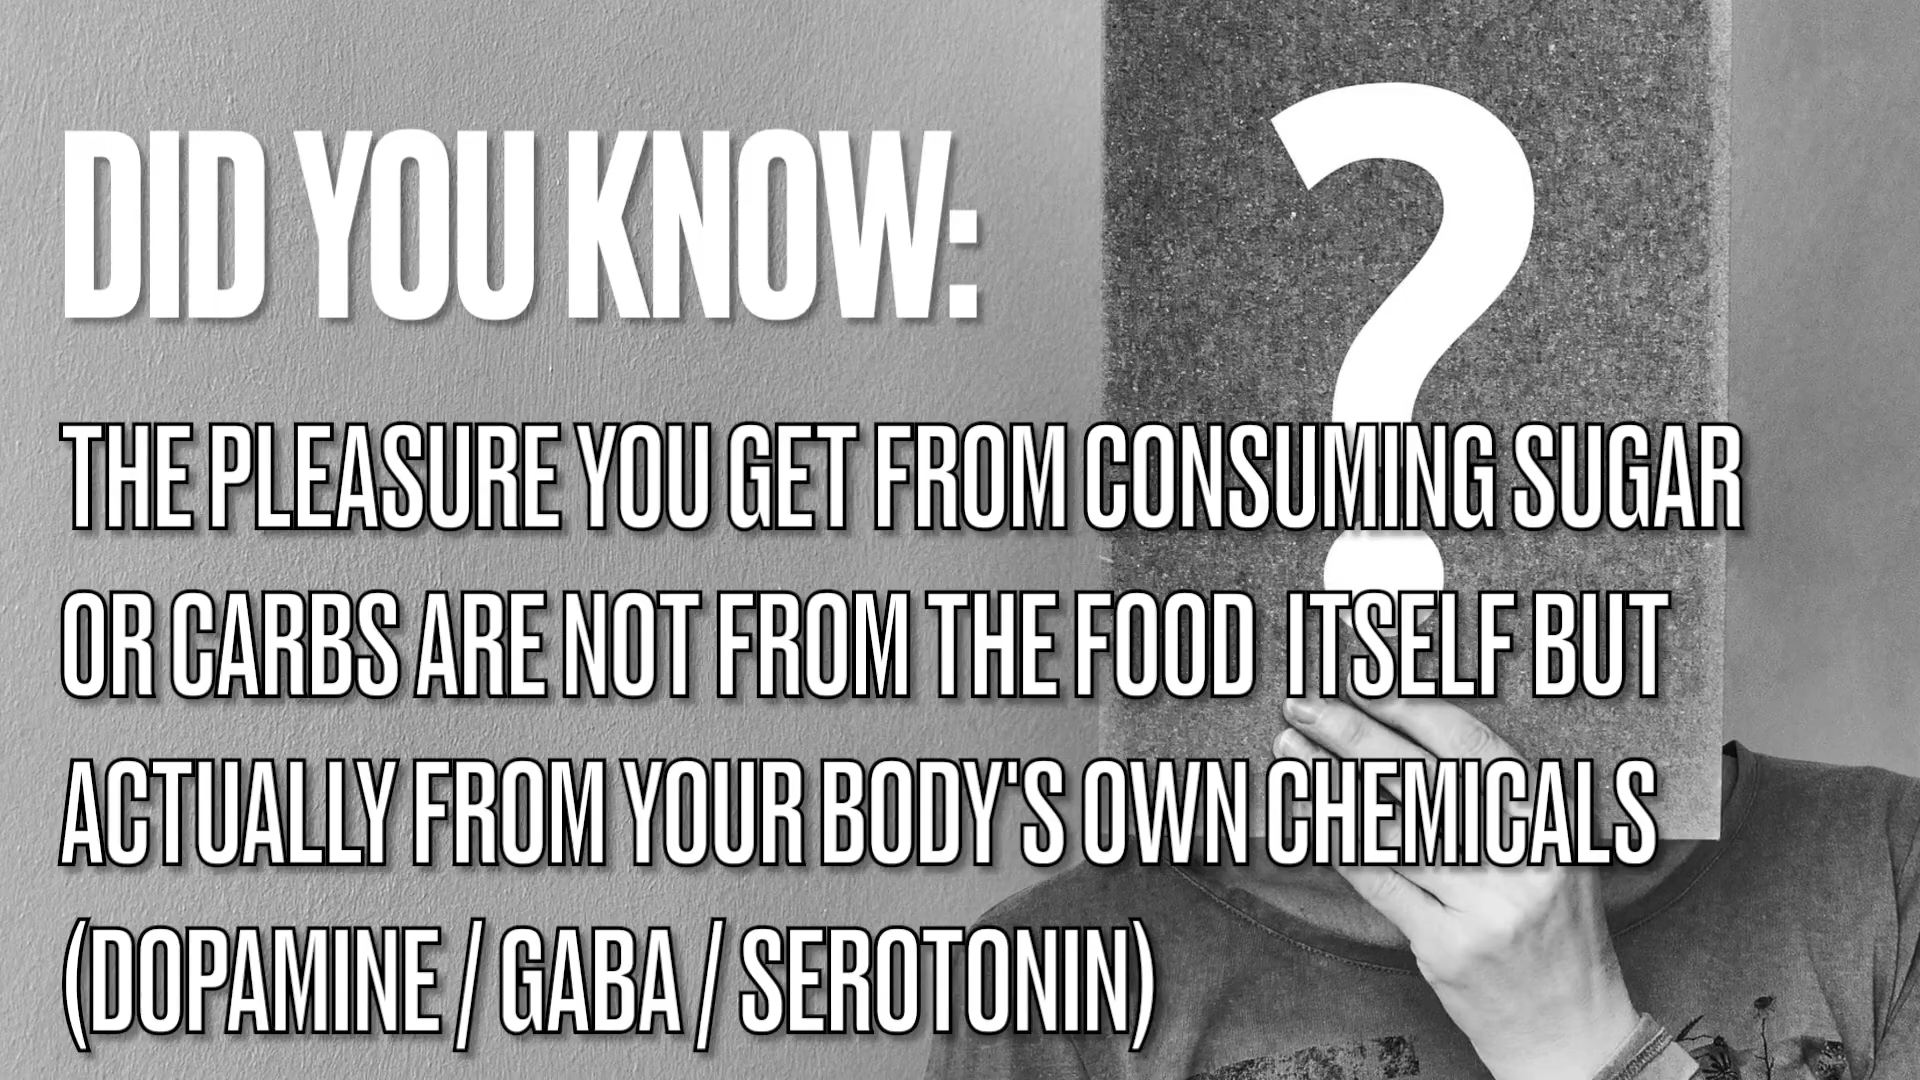 DID YOU KNOW:
?
THE PLEASURE YOU GET FROM CONSUMING SUGAR
OR CARBS ARE NOT FROM THE FOOD ITSELF BUT
ACTUALLY FROM YOUR BODY'S OWN CHEMICALS
(DOPAMINE / GABA / SEROTONIN)